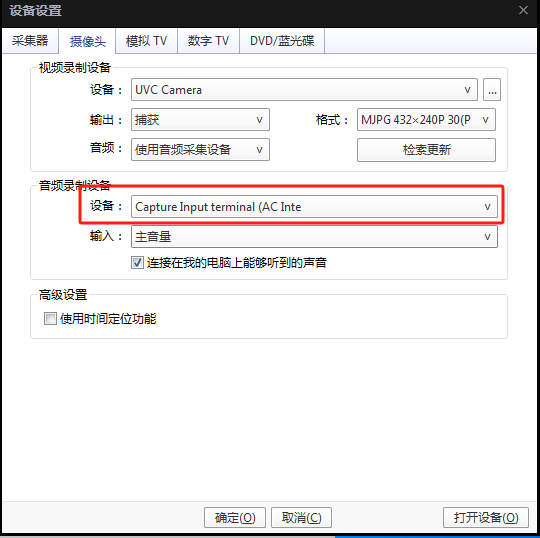 设备设置
采集器 摄像头 模拟 TV 数字 TV DVD/蓝光碟
视频录制设备
设备： UVC Camera ...
输出： 捕获 格式： MJPG 432×240P 30(P
音频： 使用音频采集设备 检索更新
音频录制设备
设备： Capture Input terminal (AC Inte
输入： 主音量
连接在我的电脑上能够听到的声音
高级设置
使用时间定位功能
确定(O) 取消(C) 打开设备(O)